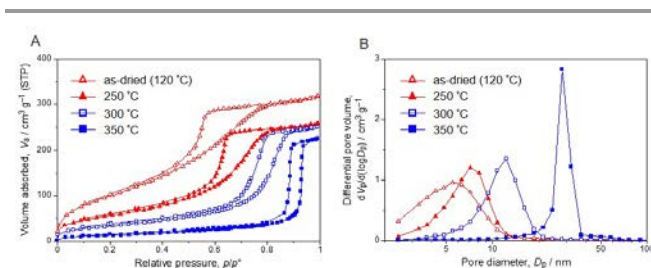 A
as-dried (120 ˚C)
250 ˚C
300 ˚C
350 ˚C
Volume adsorbed, Va / cm3 g-1 (STP)
400
300
200
100
0
0 0.2 0.4 0.6 0.8 1
Relative pressure, p/p°
B
as-dried (120 ˚C)
250 ˚C
300 ˚C
350 ˚C
Differential pore volume,
dVp/d(logDp) / cm3 g-1
3
2
1
0
5 10 50 100
Pore diameter, Dp / nm